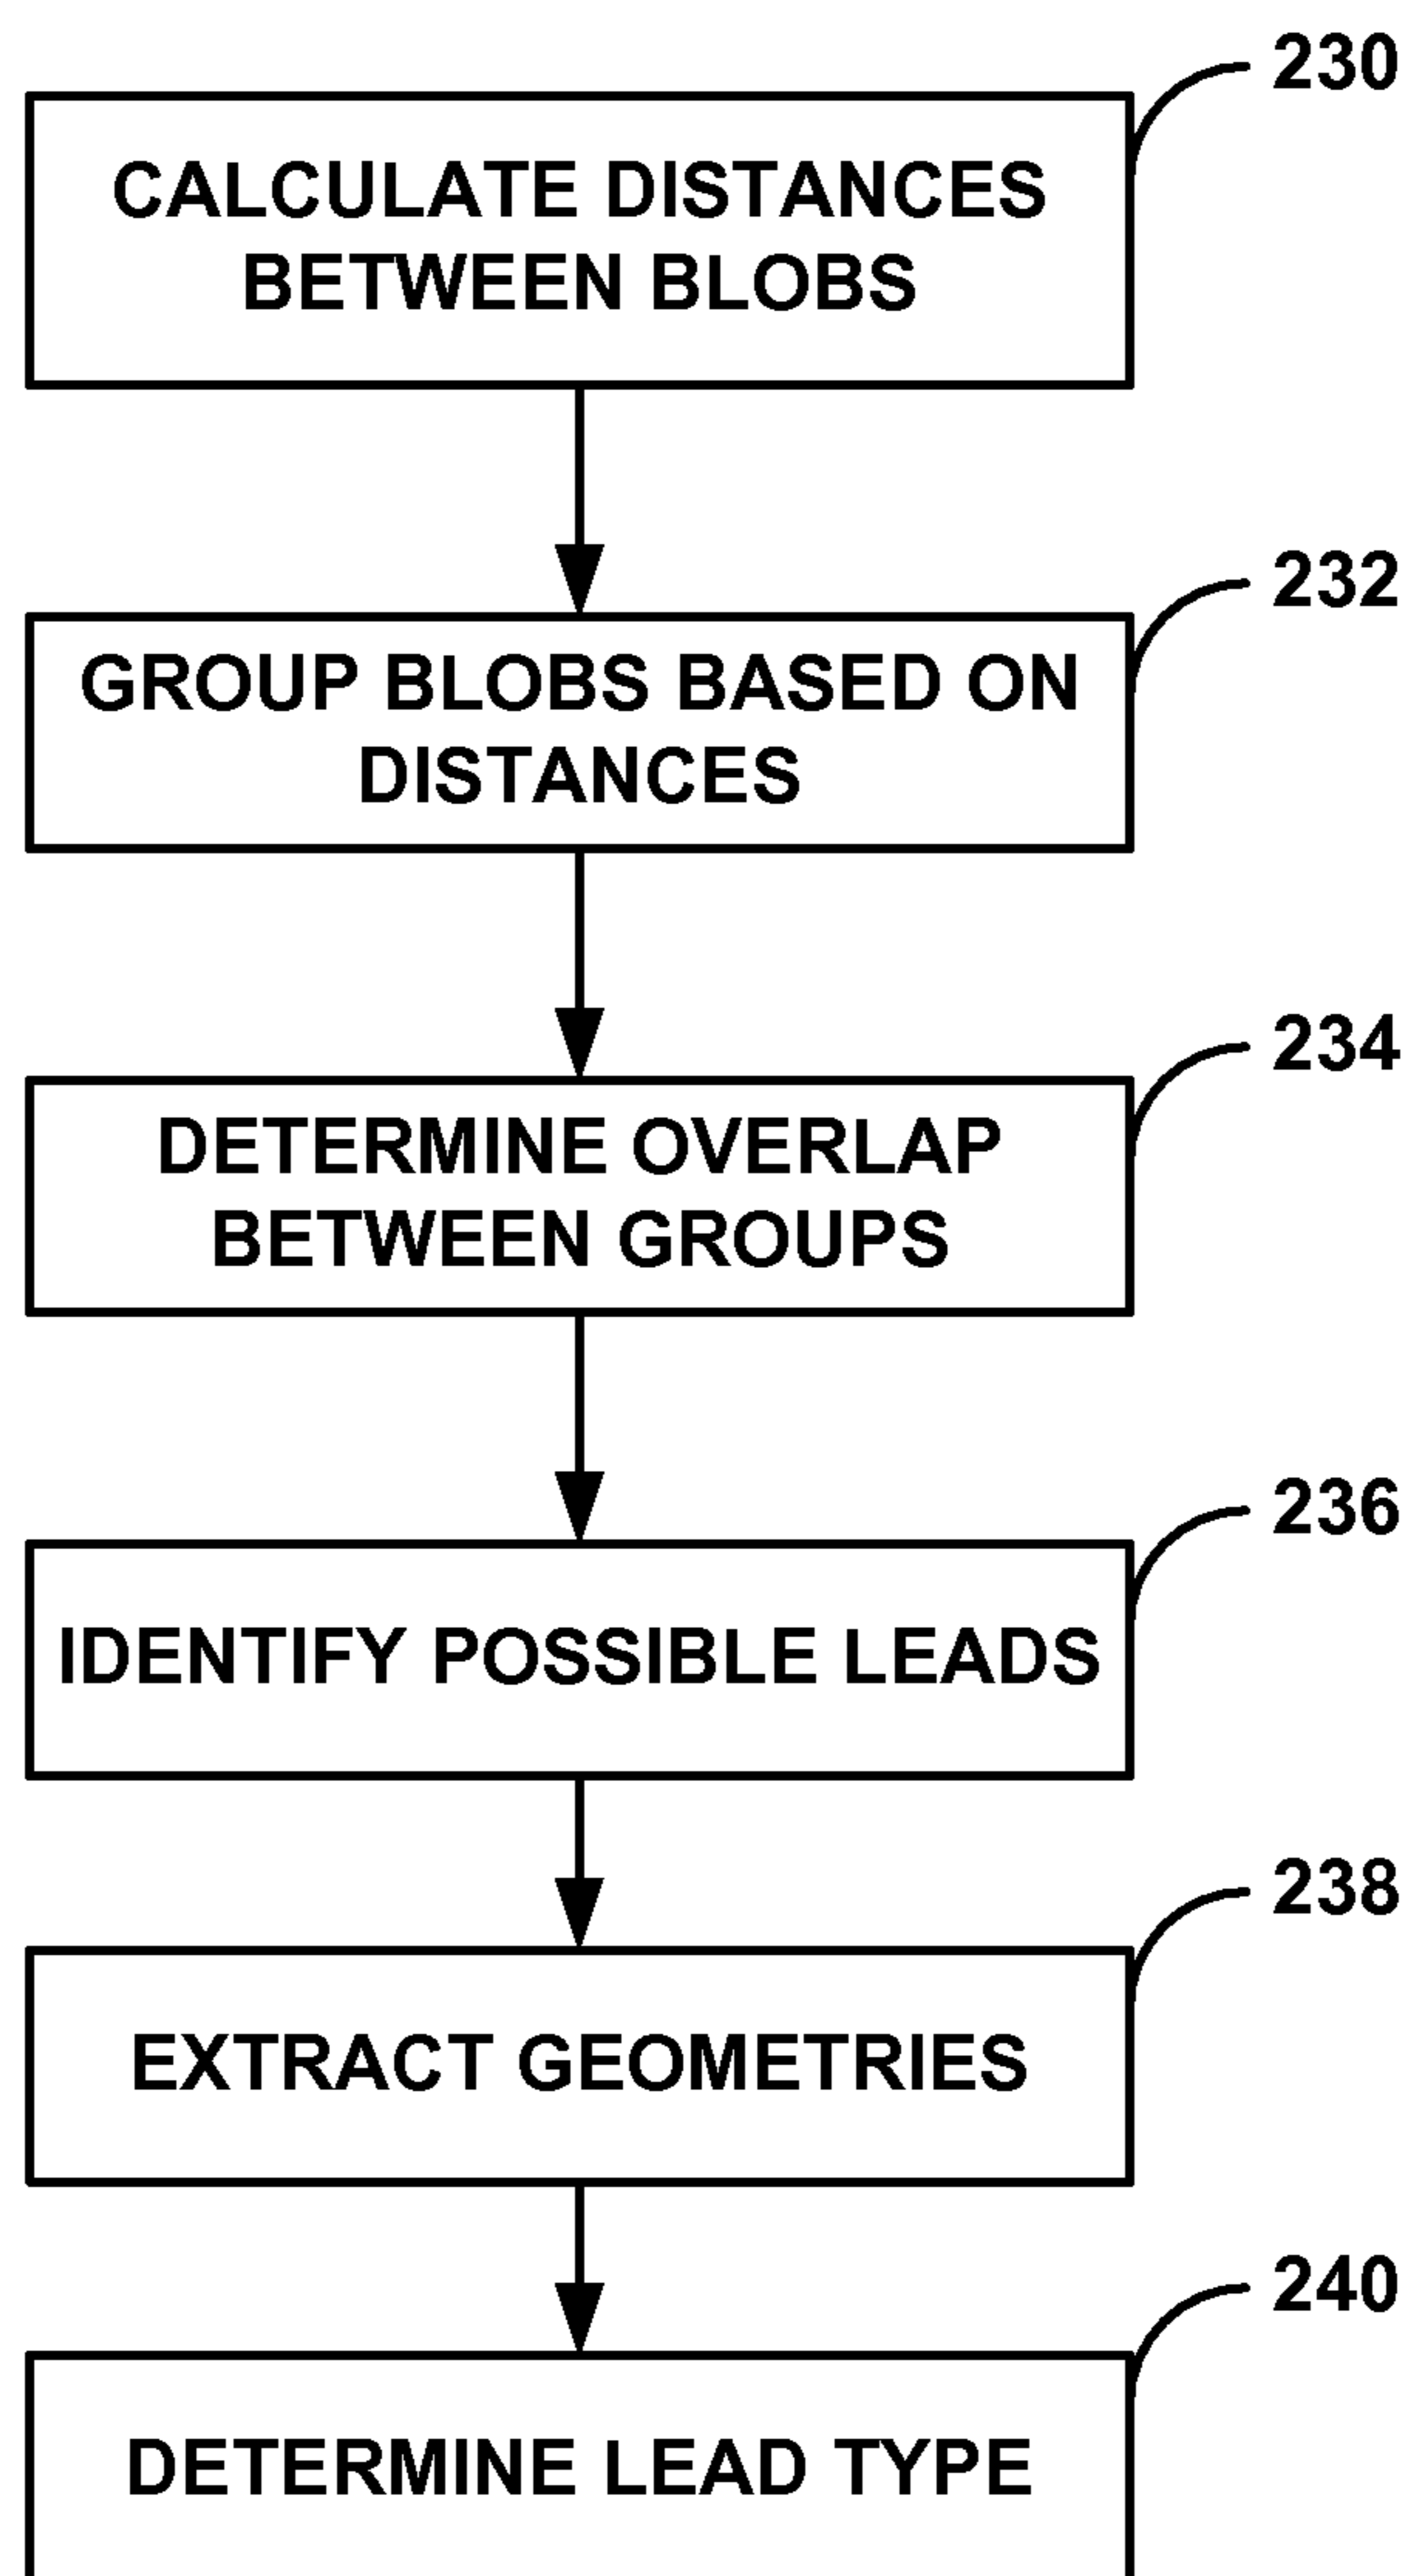 230
CALCULATE DISTANCES
BETWEEN BLOBS
232
GROUP BLOBS BASED ON
DISTANCES
234
DETERMINE OVERLAP
BETWEEN GROUPS
236
IDENTIFY POSSIBLE LEADS
238
EXTRACT GEOMETRIES
240
DETERMINE LEAD TYPE